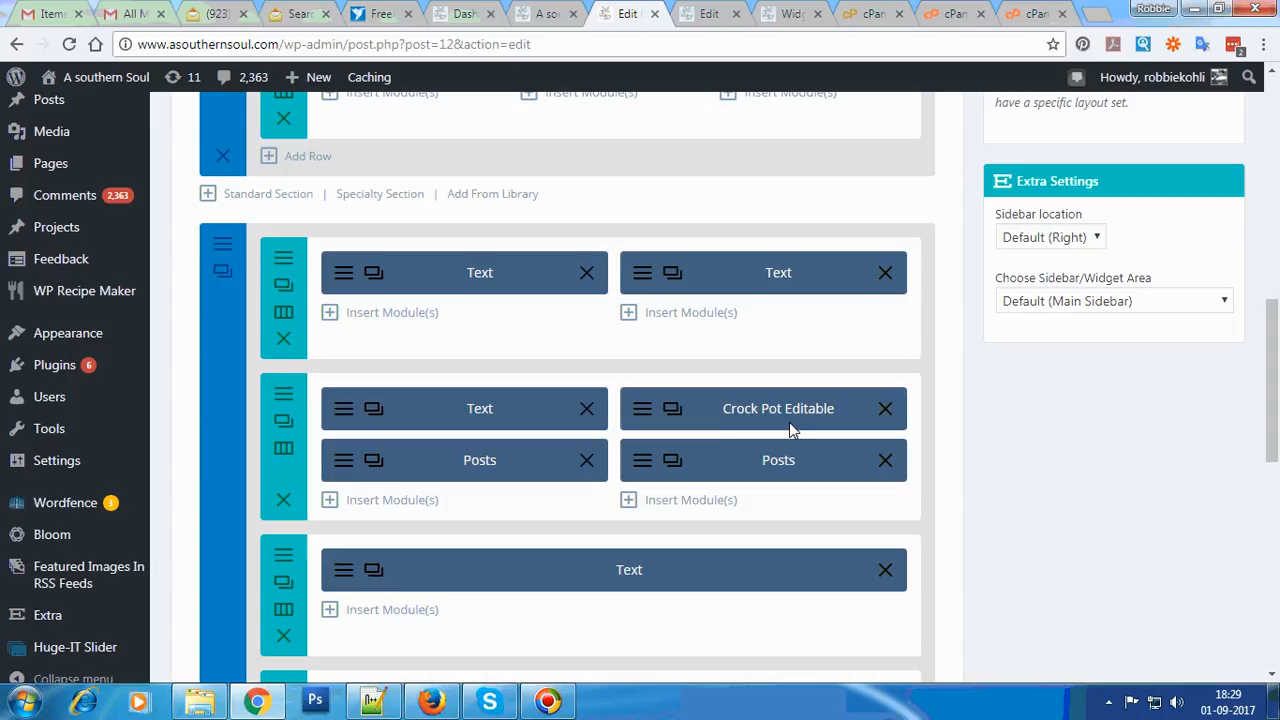 Items
All M
(923)
Sear
Free
Dash
a sou
Edit
Edit
Wid
cPan
cPan
cPan
Robbie
www.asouthernsoul.com/wp-admin/post.php?post=12&action=edit
2
A southern Soul
11
2,363
New
Caching
Howdy, robbiekohli
Posts
Media
Pages
Comments 2,363
Projects
Feedback
WP Recipe Maker
Appearance
Plugins 6
Users
Tools
Settings
Wordfence 3
Bloom
Featured Images In
RSS Feeds
Extra
Huge-IT Slider
Collapse menu
Insert Module(s)
Insert Module(s)
Insert Module(s)
Add Row
Standard Section | Specialty Section | Add From Library
Text
Text
Insert Module(s)
Insert Module(s)
Text
Crock Pot Editable
Posts
Posts
Insert Module(s)
Insert Module(s)
Text
Insert Module(s)
have a specific layout set.
Extra Settings
Sidebar location
Default (Right)
Choose Sidebar/Widget Area
Default (Main Sidebar)
Ps
18:29
01-09-2017